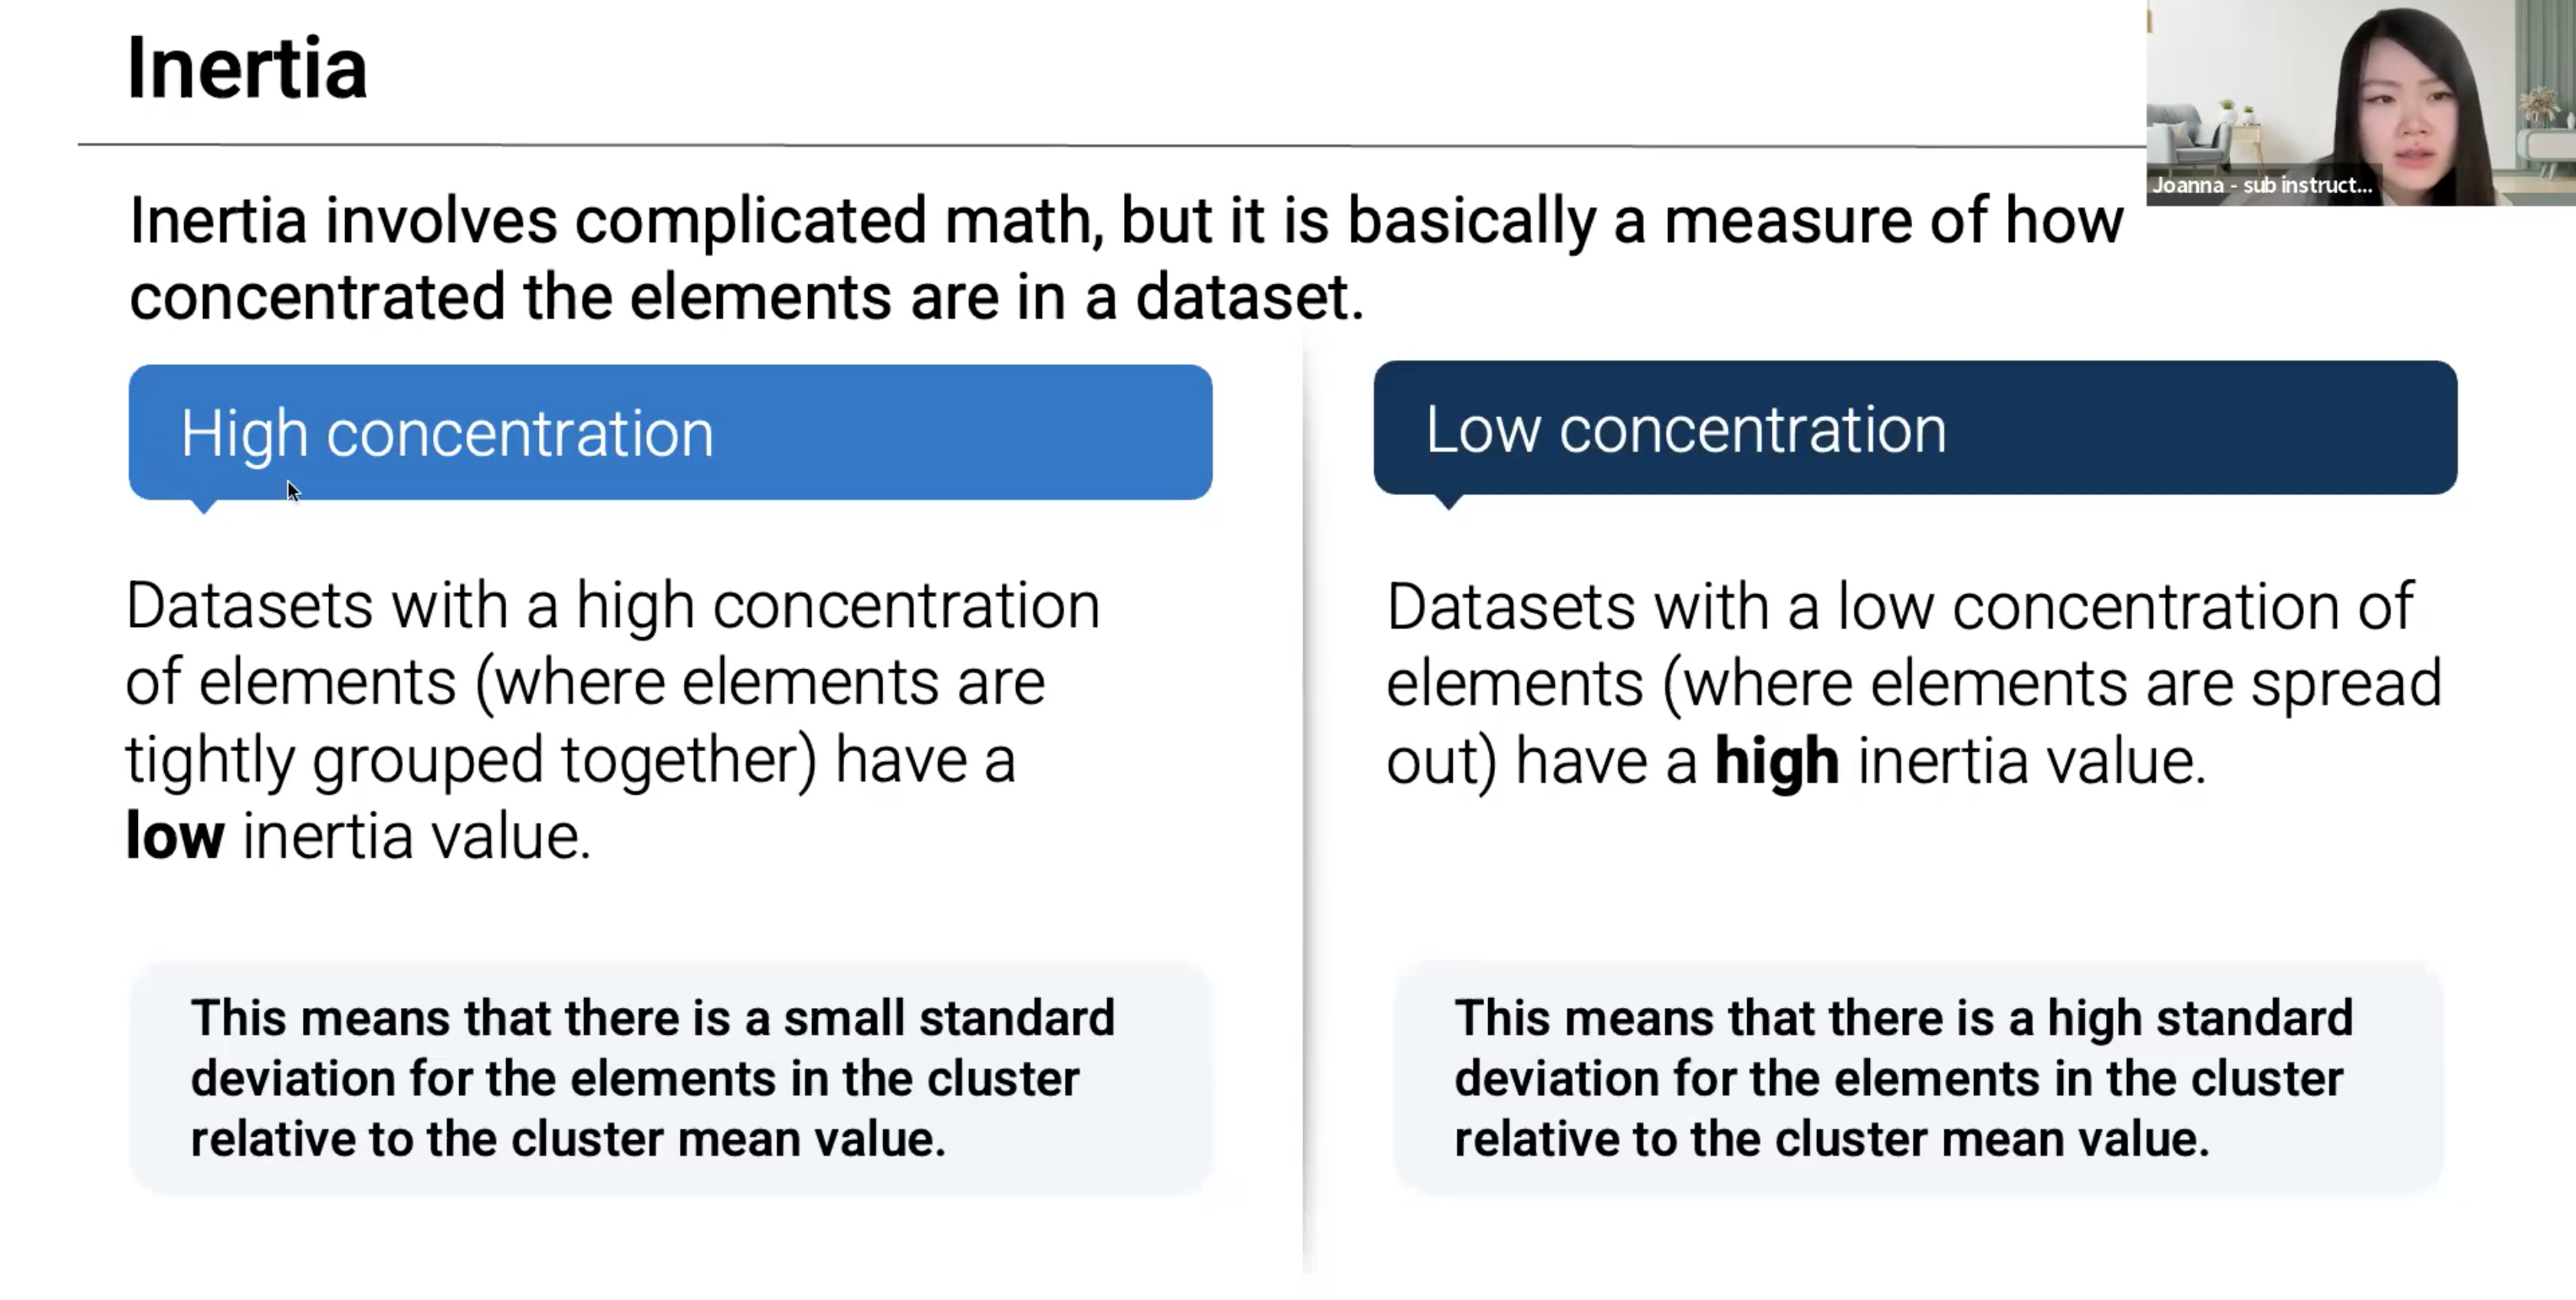 Inertia
Joanna - sub instruct...
Inertia involves complicated math, but it is basically a measure of how
concentrated the elements are in a dataset.
High concentration
Datasets with a high concentration
of elements (where elements are
tightly grouped together) have a
low inertia value.
This means that there is a small standard
deviation for the elements in the cluster
relative to the cluster mean value.
Low concentration
Datasets with a low concentration of
elements (where elements are spread
out) have a high inertia value.
This means that there is a high standard
deviation for the elements in the cluster
relative to the cluster mean value.